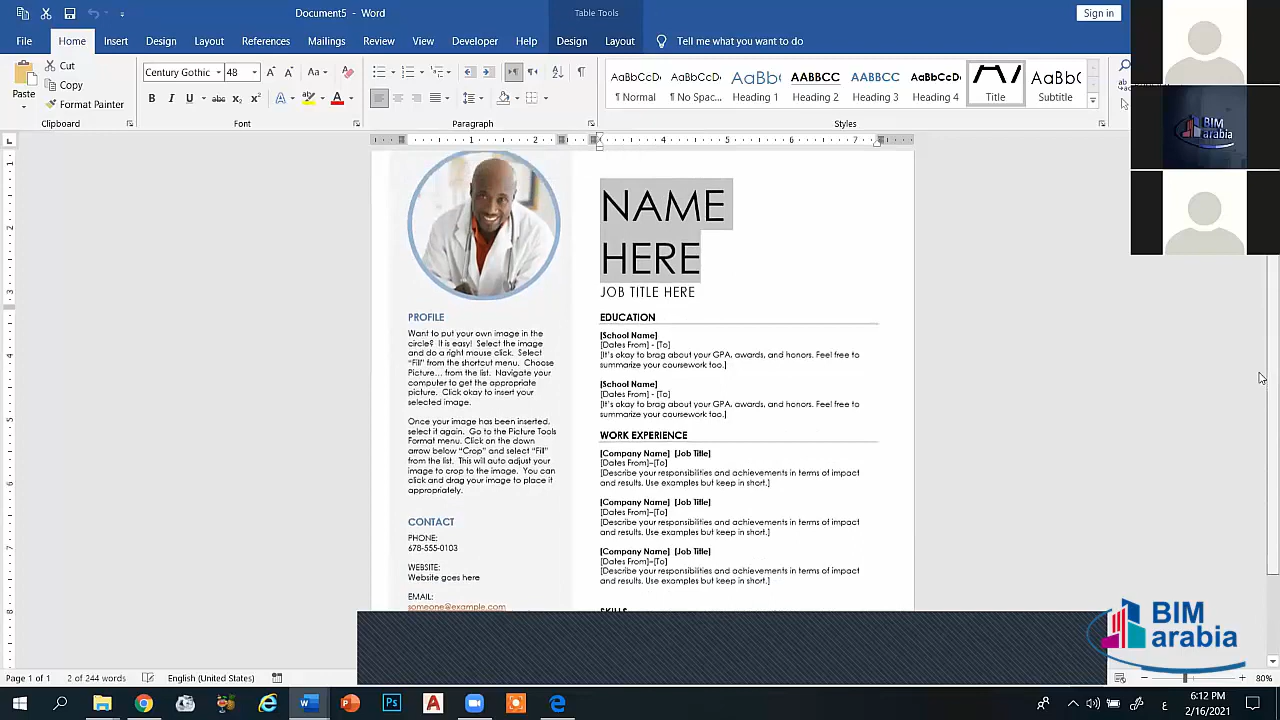 Document5 - Word
Table Tools
Sign in
File Home Insert Design Layout References Mailings Review View Developer Help Design Layout Tell me what you want to do
Paste
Cut
Copy
Format Painter
Clipboard
Century Gothic 48
Font
Paragraph
AaBbCcDc AaBbCcDc AaBbC AABBCC AABBCC AaBbCcDc AaBbC
¶ Normal ¶ No Spac... Heading 1 Heading 2 Heading 3 Heading 4 Title Subtitle
Styles
BIM arabia
NAME
HERE
JOB TITLE HERE
PROFILE
Want to put your own image in the
circle? It is easy! Select the image
and do a right mouse click. Select
“Fill” from the shortcut menu. Choose
Picture… from the list. Navigate your
computer to get the appropriate
picture. Click okay to insert your
selected image.
Once your image has been inserted,
select it again. Go to the Picture Tools
Format menu. Click on the down
arrow below “Crop” and select “Fill”
from the list. This will auto adjust your
image to crop to the image. You can
click and drag your image to place it
appropriately.
CONTACT
PHONE:
678-555-0103
WEBSITE:
Website goes here
EMAIL:
someone@example.com
EDUCATION
[School Name]
[Dates From] - [To]
[It’s okay to brag about your GPA, awards, and honors. Feel free to
summarize your coursework too.]
[School Name]
[Dates From] - [To]
[It’s okay to brag about your GPA, awards, and honors. Feel free to
summarize your coursework too.]
WORK EXPERIENCE
[Company Name] [Job Title]
[Dates From]–[To]
[Describe your responsibilities and achievements in terms of impact
and results. Use examples but keep in short.]
[Company Name] [Job Title]
[Dates From]–[To]
[Describe your responsibilities and achievements in terms of impact
and results. Use examples but keep in short.]
[Company Name] [Job Title]
[Dates From]–[To]
[Describe your responsibilities and achievements in terms of impact
and results. Use examples but keep in short.]
SKILLS
BIM
arabia
Page 1 of 1 2 of 244 words English (United States) 80%
6:12 PM
2/16/2021